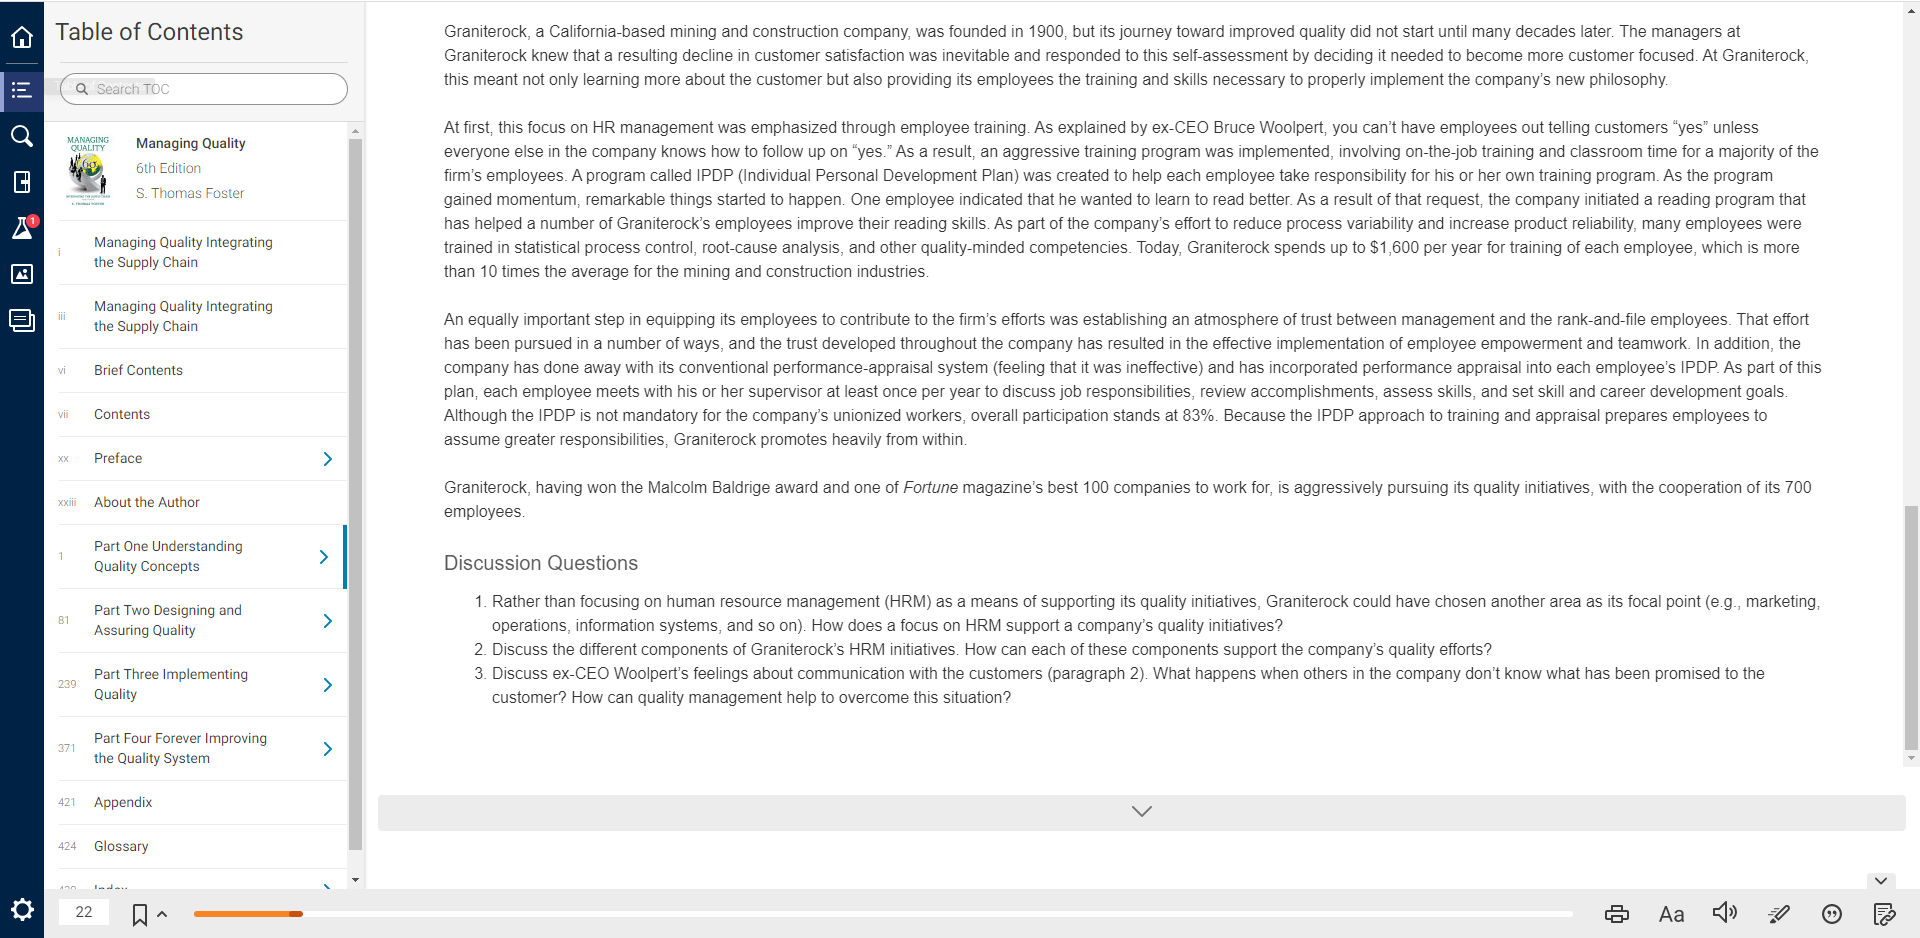 Table of Contents
Search TOC
MANAGING
QUALITY
Managing Quality
6th Edition
S. Thomas Foster
1
i
Managing Quality Integrating
the Supply Chain
iii
Managing Quality Integrating
the Supply Chain
vi
Brief Contents
vii
Contents
xx
Preface
xxiii
About the Author
1
Part One Understanding
Quality Concepts
81
Part Two Designing and
Assuring Quality
239
Part Three Implementing
Quality
371
Part Four Forever Improving
the Quality System
421
Appendix
424
Glossary
Index
Graniterock, a California-based mining and construction company, was founded in 1900, but its journey toward improved quality did not start until many decades later. The managers at
Graniterock knew that a resulting decline in customer satisfaction was inevitable and responded to this self-assessment by deciding it needed to become more customer focused. At Graniterock,
this meant not only learning more about the customer but also providing its employees the training and skills necessary to properly implement the company’s new philosophy.
At first, this focus on HR management was emphasized through employee training. As explained by ex-CEO Bruce Woolpert, you can’t have employees out telling customers “yes” unless
everyone else in the company knows how to follow up on “yes.” As a result, an aggressive training program was implemented, involving on-the-job training and classroom time for a majority of the
firm’s employees. A program called IPDP (Individual Personal Development Plan) was created to help each employee take responsibility for his or her own training program. As the program
gained momentum, remarkable things started to happen. One employee indicated that he wanted to learn to read better. As a result of that request, the company initiated a reading program that
has helped a number of Graniterock’s employees improve their reading skills. As part of the company’s effort to reduce process variability and increase product reliability, many employees were
trained in statistical process control, root-cause analysis, and other quality-minded competencies. Today, Graniterock spends up to $1,600 per year for training of each employee, which is more
than 10 times the average for the mining and construction industries.
An equally important step in equipping its employees to contribute to the firm’s efforts was establishing an atmosphere of trust between management and the rank-and-file employees. That effort
has been pursued in a number of ways, and the trust developed throughout the company has resulted in the effective implementation of employee empowerment and teamwork. In addition, the
company has done away with its conventional performance-appraisal system (feeling that it was ineffective) and has incorporated performance appraisal into each employee’s IPDP. As part of this
plan, each employee meets with his or her supervisor at least once per year to discuss job responsibilities, review accomplishments, assess skills, and set skill and career development goals.
Although the IPDP is not mandatory for the company’s unionized workers, overall participation stands at 83%. Because the IPDP approach to training and appraisal prepares employees to
assume greater responsibilities, Graniterock promotes heavily from within.
Graniterock, having won the Malcolm Baldrige award and one of Fortune magazine’s best 100 companies to work for, is aggressively pursuing its quality initiatives, with the cooperation of its 700
employees.
Discussion Questions
1. Rather than focusing on human resource management (HRM) as a means of supporting its quality initiatives, Graniterock could have chosen another area as its focal point (e.g., marketing,
operations, information systems, and so on). How does a focus on HRM support a company’s quality initiatives?
2. Discuss the different components of Graniterock’s HRM initiatives. How can each of these components support the company’s quality efforts?
3. Discuss ex-CEO Woolpert’s feelings about communication with the customers (paragraph 2). What happens when others in the company don’t know what has been promised to the
customer? How can quality management help to overcome this situation?
22
Aa